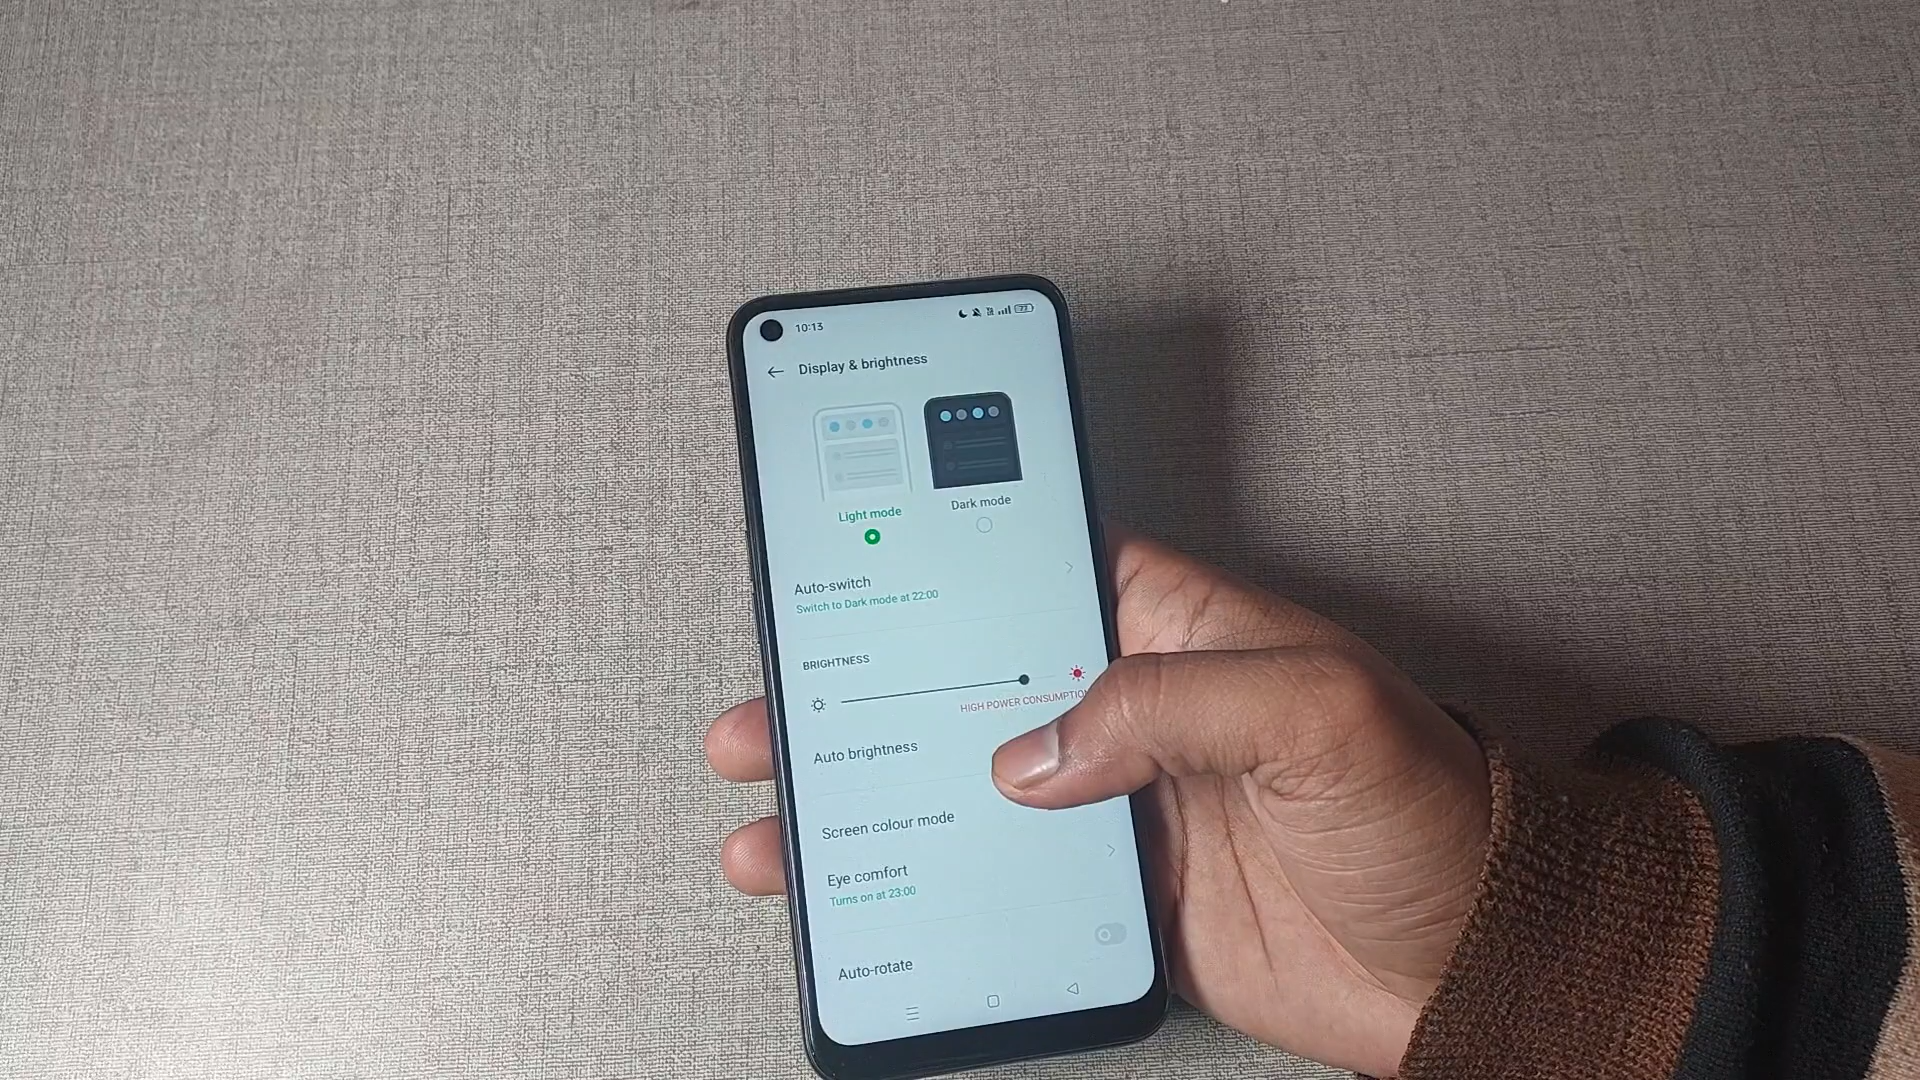 10:13
Display & brightness
Light mode
Dark mode
Auto-switch
Switch to Dark mode at 22:00
BRIGHTNESS
HIGH POWER CONSUMPTION
Auto brightness
Screen colour mode
Eye comfort
Turns on at 23:00
Auto-rotate